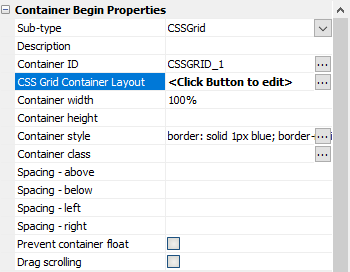 Container Begin Properties
Sub-type CSSGrid
Description
Container ID CSSGRID_1
CSS Grid Container Layout <Click Button to edit>
Container width 100%
Container height
Container style border: solid 1px blue; border-
Container class
Spacing - above
Spacing - below
Spacing - left
Spacing - right
Prevent container float
Drag scrolling